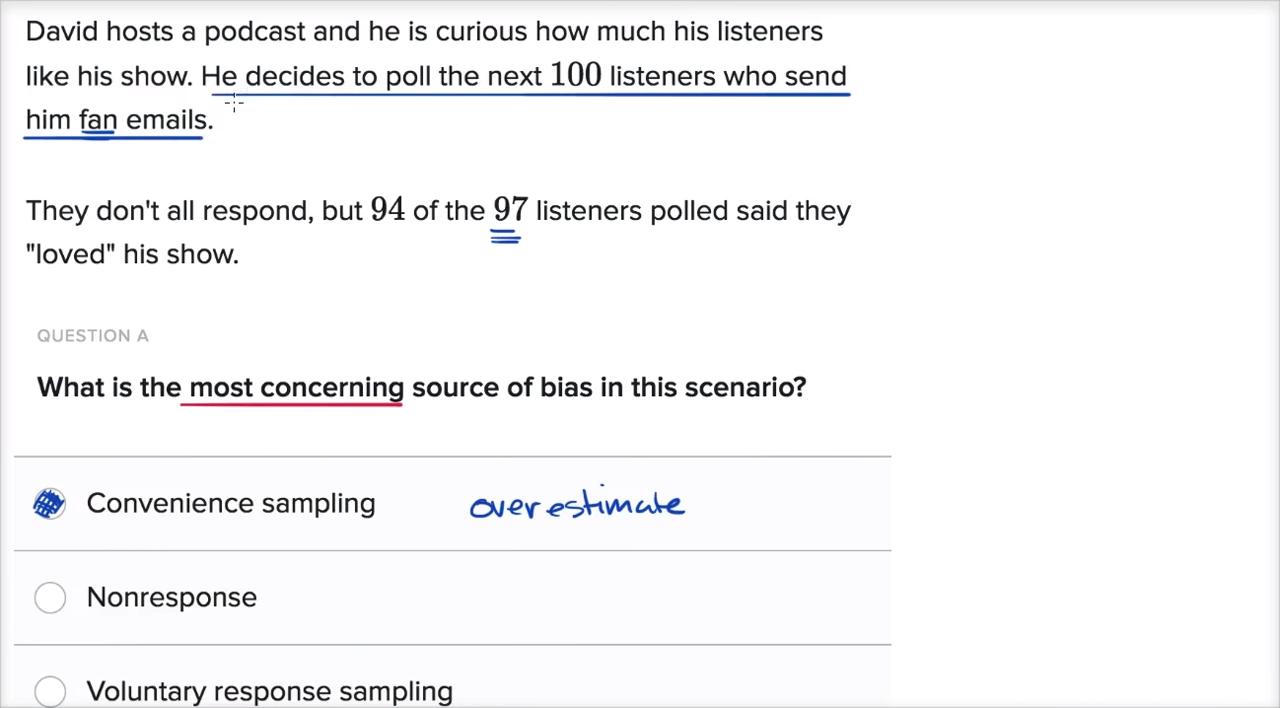 David hosts a podcast and he is curious how much his listeners
like his show. He decides to poll the next 100 listeners who send
him fan emails.
They don't all respond, but 94 of the 97 listeners polled said they
"loved" his show.
QUESTION A
What is the most concerning source of bias in this scenario?
Convenience sampling overestimate
Nonresponse
Voluntary response sampling